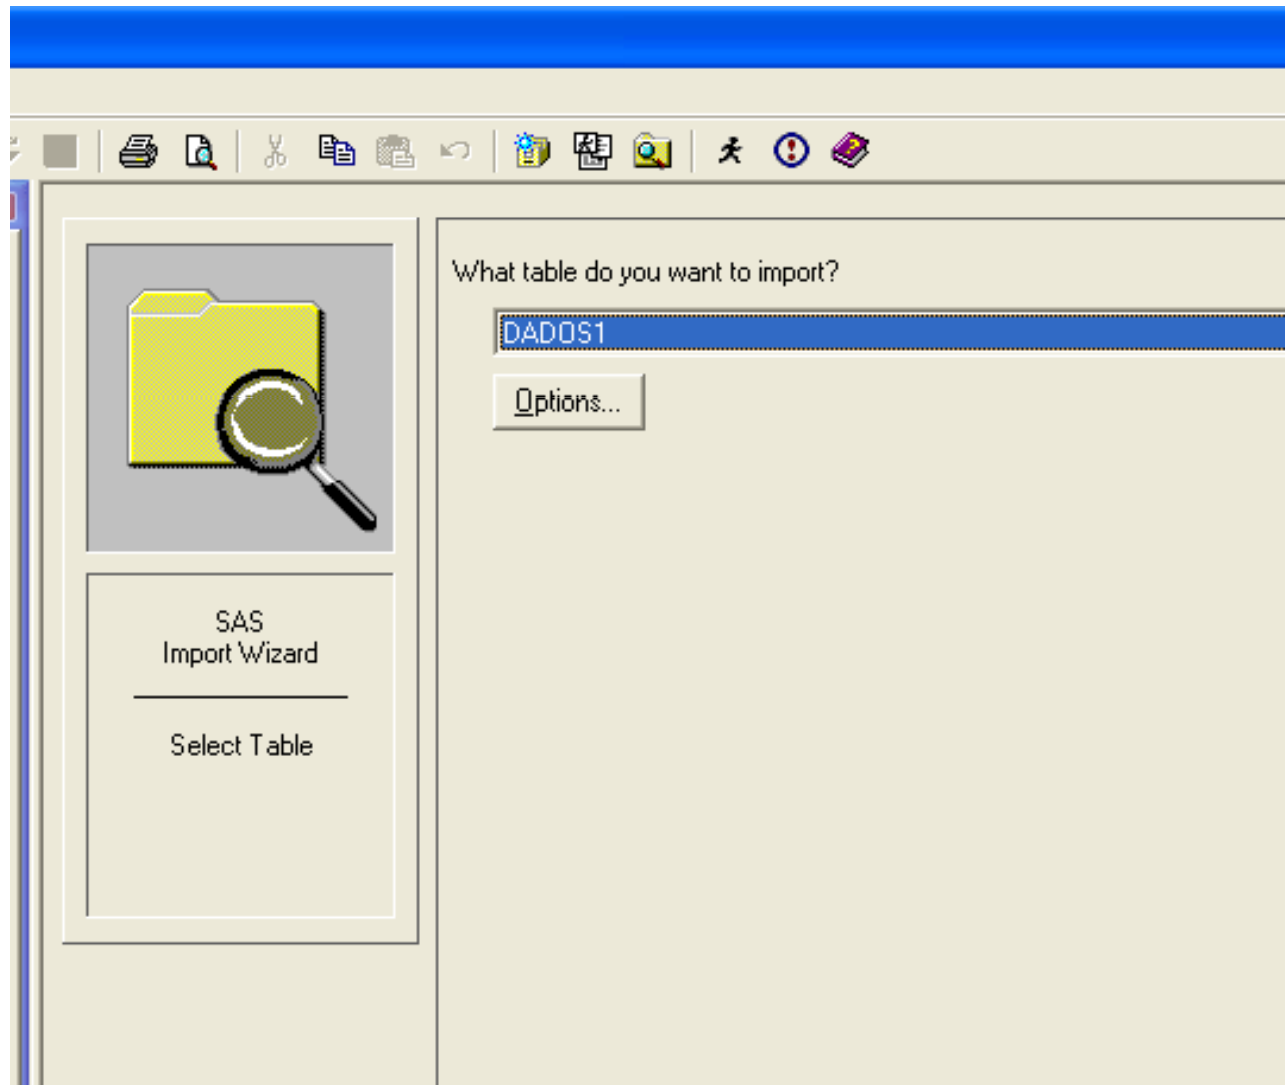 What table do you want to import?
DADOS1
Options...
SAS
Import Wizard
Select Table